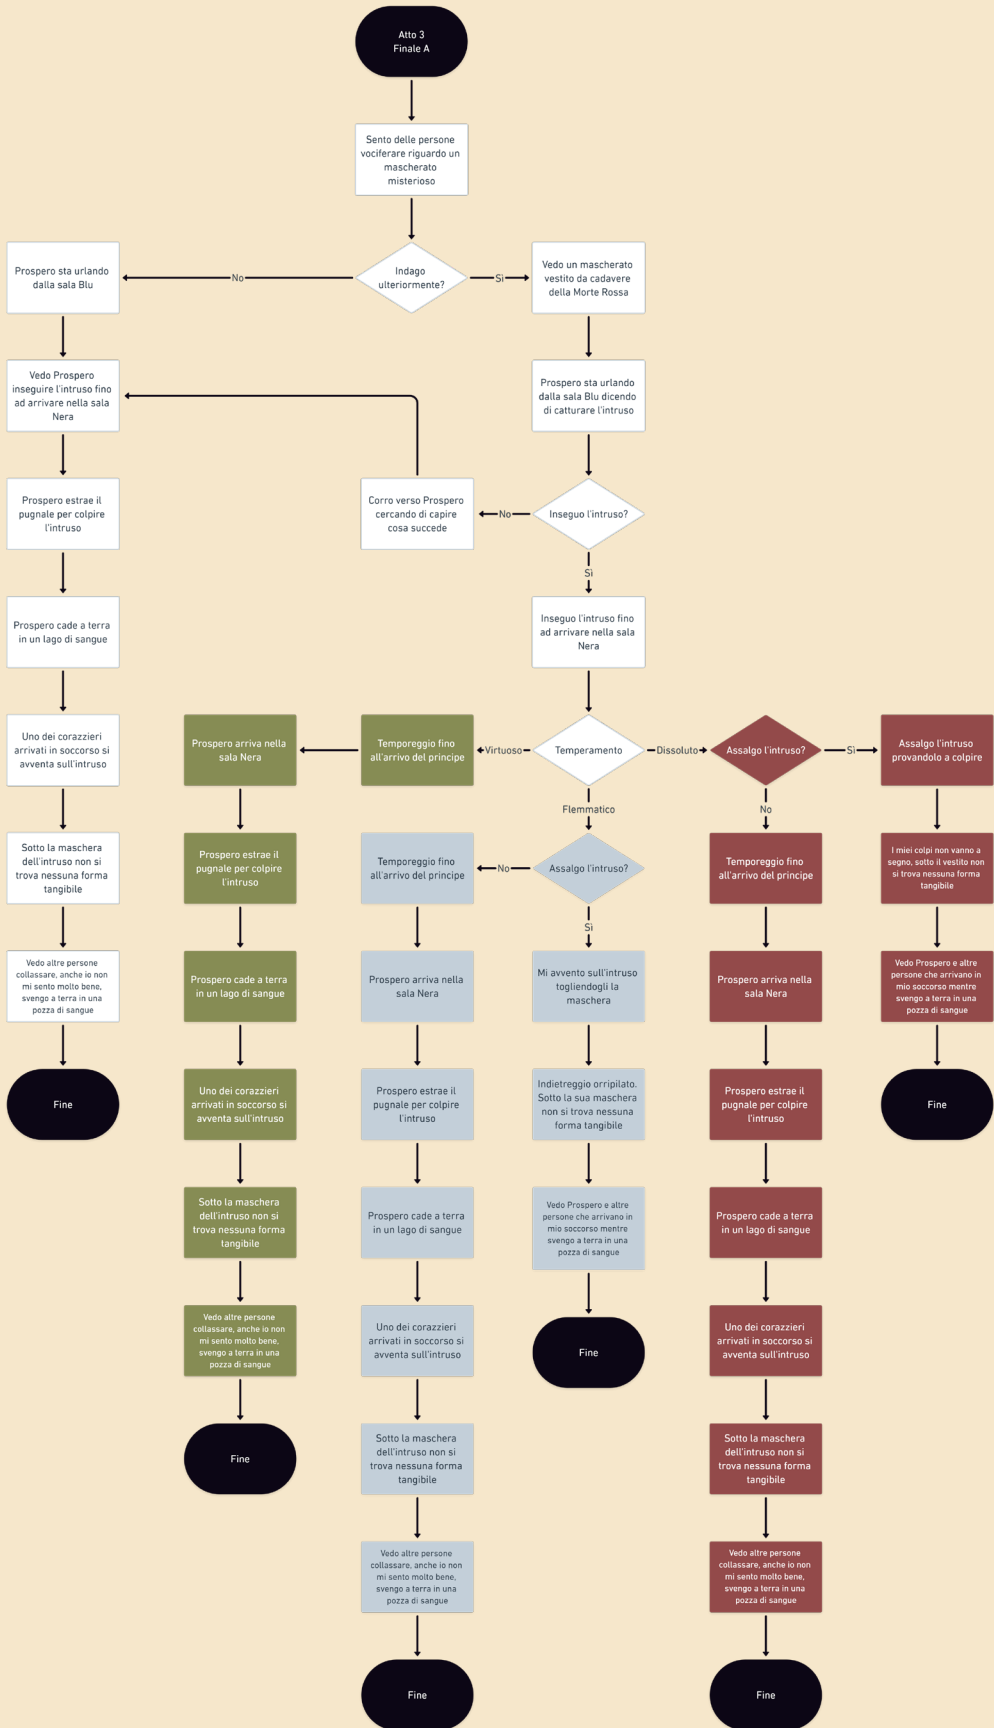 Atto 3
Finale A
Sento delle persone
vociferare riguardo un
mascherato
misterioso
Prospero sta urlando
dalla sala Blu
No
Indago
ulteriormente?
Sì
Vedo un mascherato
vestito da cadavere
della Morte Rossa
Vedo Prospero
inseguire l'intruso fino
ad arrivare nella sala
Nera
Prospero sta urlando
dalla sala Blu dicendo
di catturare l'intruso
Prospero estrae il
pugnale per colpire
l'intruso
Corro verso Prospero
cercando di capire
cosa succede
No
Inseguo l'intruso?
Sì
Prospero cade a terra
in un lago di sangue
Inseguo l'intruso fino
ad arrivare nella sala
Nera
Uno dei corazzieri
arrivati in soccorso si
avventa sull'intruso
Prospero arriva nella
sala Nera
Temporeggio fino
all'arrivo del principe
Virtuoso
Temperamento
Dissoluto
Assalgo l'intruso?
Sì
Assalgo l'intruso
provandolo a colpire
Flemmatico
No
Sotto la maschera
dell'intruso non si
trova nessuna forma
tangibile
Prospero estrae il
pugnale per colpire
l'intruso
Temporeggio fino
all'arrivo del principe
No
Assalgo l'intruso?
Sì
Temporeggio fino
all'arrivo del principe
I miei colpi non vanno a
segno, sotto il vestito non
si trova nessuna forma
tangibile
Vedo altre persone
collassare, anche io non
mi sento molto bene,
svengo a terra in una
pozza di sangue
Prospero cade a terra
in un lago di sangue
Prospero arriva nella
sala Nera
Mi avvento sull'intruso
togliendogli la
maschera
Prospero arriva nella
sala Nera
Vedo Prospero e altre
persone che arrivano in
mio soccorso mentre
svengo a terra in una
pozza di sangue
Fine
Uno dei corazzieri
arrivati in soccorso si
avventa sull'intruso
Prospero estrae il
pugnale per colpire
l'intruso
Indietreggio orripilato.
Sotto la sua maschera
non si trova nessuna
forma tangibile
Prospero estrae il
pugnale per colpire
l'intruso
Fine
Sotto la maschera
dell'intruso non si
trova nessuna forma
tangibile
Prospero cade a terra
in un lago di sangue
Vedo Prospero e altre
persone che arrivano in
mio soccorso mentre
svengo a terra in una
pozza di sangue
Prospero cade a terra
in un lago di sangue
Vedo altre persone
collassare, anche io non
mi sento molto bene,
svengo a terra in una
pozza di sangue
Uno dei corazzieri
arrivati in soccorso si
avventa sull'intruso
Fine
Uno dei corazzieri
arrivati in soccorso si
avventa sull'intruso
Fine
Sotto la maschera
dell'intruso non si
trova nessuna forma
tangibile
Sotto la maschera
dell'intruso non si
trova nessuna forma
tangibile
Vedo altre persone
collassare, anche io non
mi sento molto bene,
svengo a terra in una
pozza di sangue
Vedo altre persone
collassare, anche io non
mi sento molto bene,
svengo a terra in una
pozza di sangue
Fine
Fine